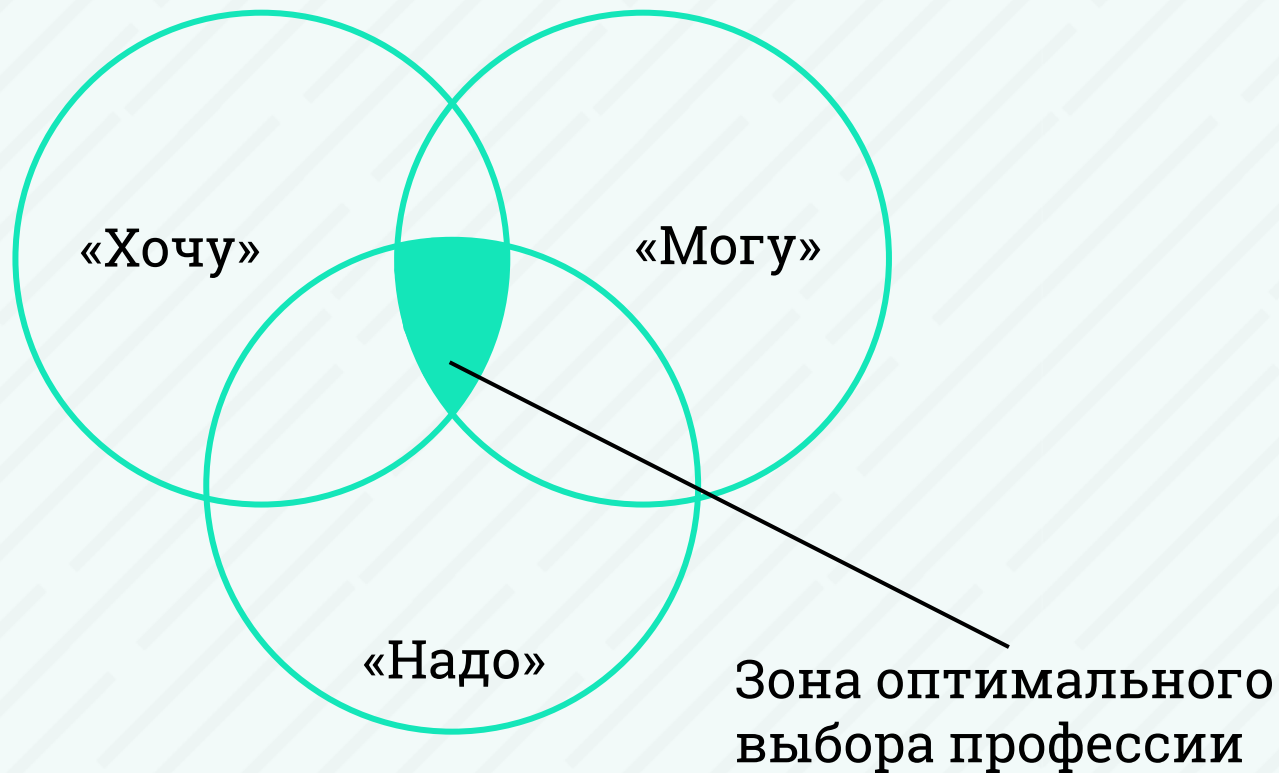 «Хочу»
«Могу»
«Надо»
Зона оптимального
выбора профессии